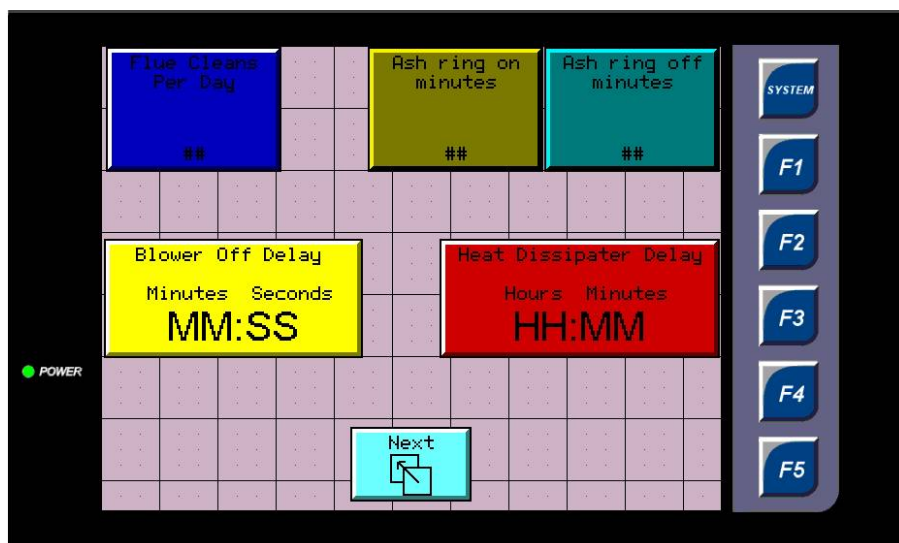 Flue Cleans
Per Day
##
Ash ring on
minutes
##
Ash ring off
minutes
##
SYSTEM
F1
F2
Blower Off Delay
Minutes Seconds
MM:SS
Heat Dissipater Delay
Hours Minutes
HH:MM
F3
POWER
F4
Next
F5